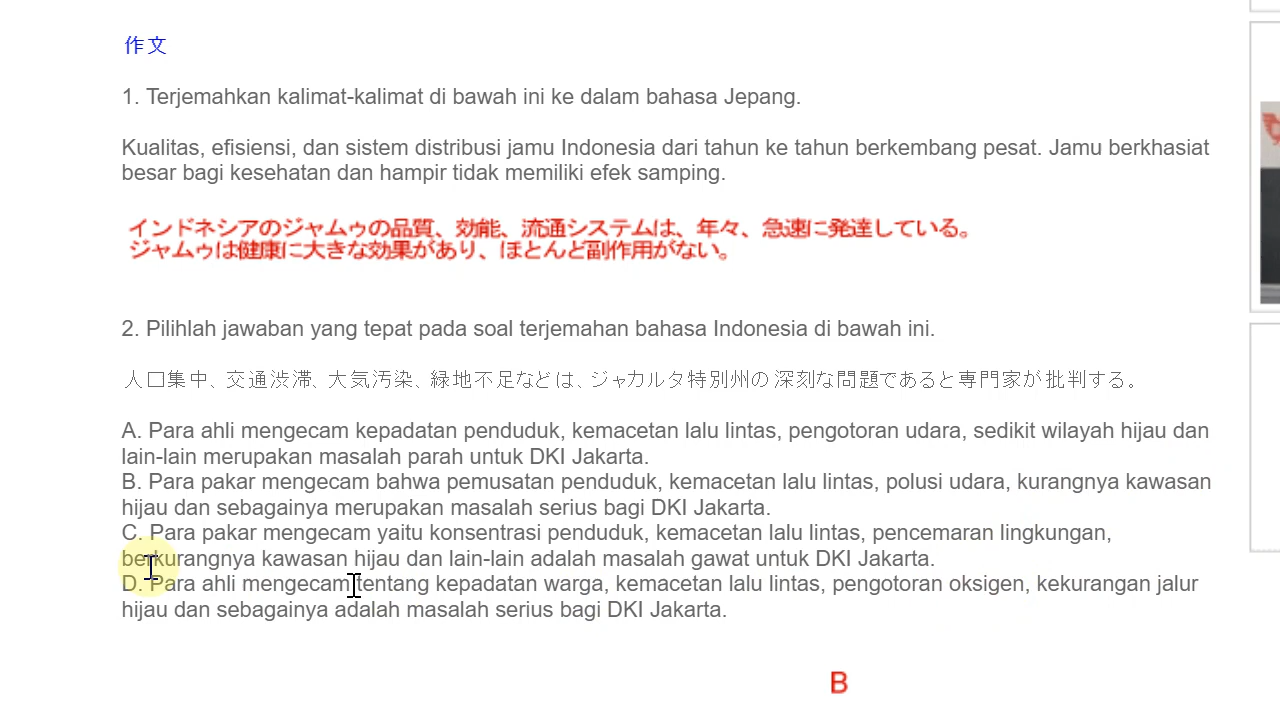 作文
1. Terjemahkan kalimat-kalimat di bawah ini ke dalam bahasa Jepang.
Kualitas, efisiensi, dan sistem distribusi jamu Indonesia dari tahun ke tahun berkembang pesat. Jamu berkhasiat
besar bagi kesehatan dan hampir tidak memiliki efek samping.
インドネシアのジャムゥの品質、効能、流通システムは、年々、急速に発達している。
ジャムゥは健康に大きな効果があり、ほとんど副作用がない。
2. Pilihlah jawaban yang tepat pada soal terjemahan bahasa Indonesia di bawah ini.
人口集中、交通渋滞、大気汚染、緑地不足などは、ジャカルタ特別州の深刻な問題であると専門家が批判する。
A. Para ahli mengecam kepadatan penduduk, kemacetan lalu lintas, pengotoran udara, sedikit wilayah hijau dan
lain-lain merupakan masalah parah untuk DKI Jakarta.
B. Para pakar mengecam bahwa pemusatan penduduk, kemacetan lalu lintas, polusi udara, kurangnya kawasan
hijau dan sebagainya merupakan masalah serius bagi DKI Jakarta.
C. Para pakar mengecam yaitu konsentrasi penduduk, kemacetan lalu lintas, pencemaran lingkungan,
berkurangnya kawasan hijau dan lain-lain adalah masalah gawat untuk DKI Jakarta.
D. Para ahli mengecam tentang kepadatan warga, kemacetan lalu lintas, pengotoran oksigen, kekurangan jalur
hijau dan sebagainya adalah masalah serius bagi DKI Jakarta.
B